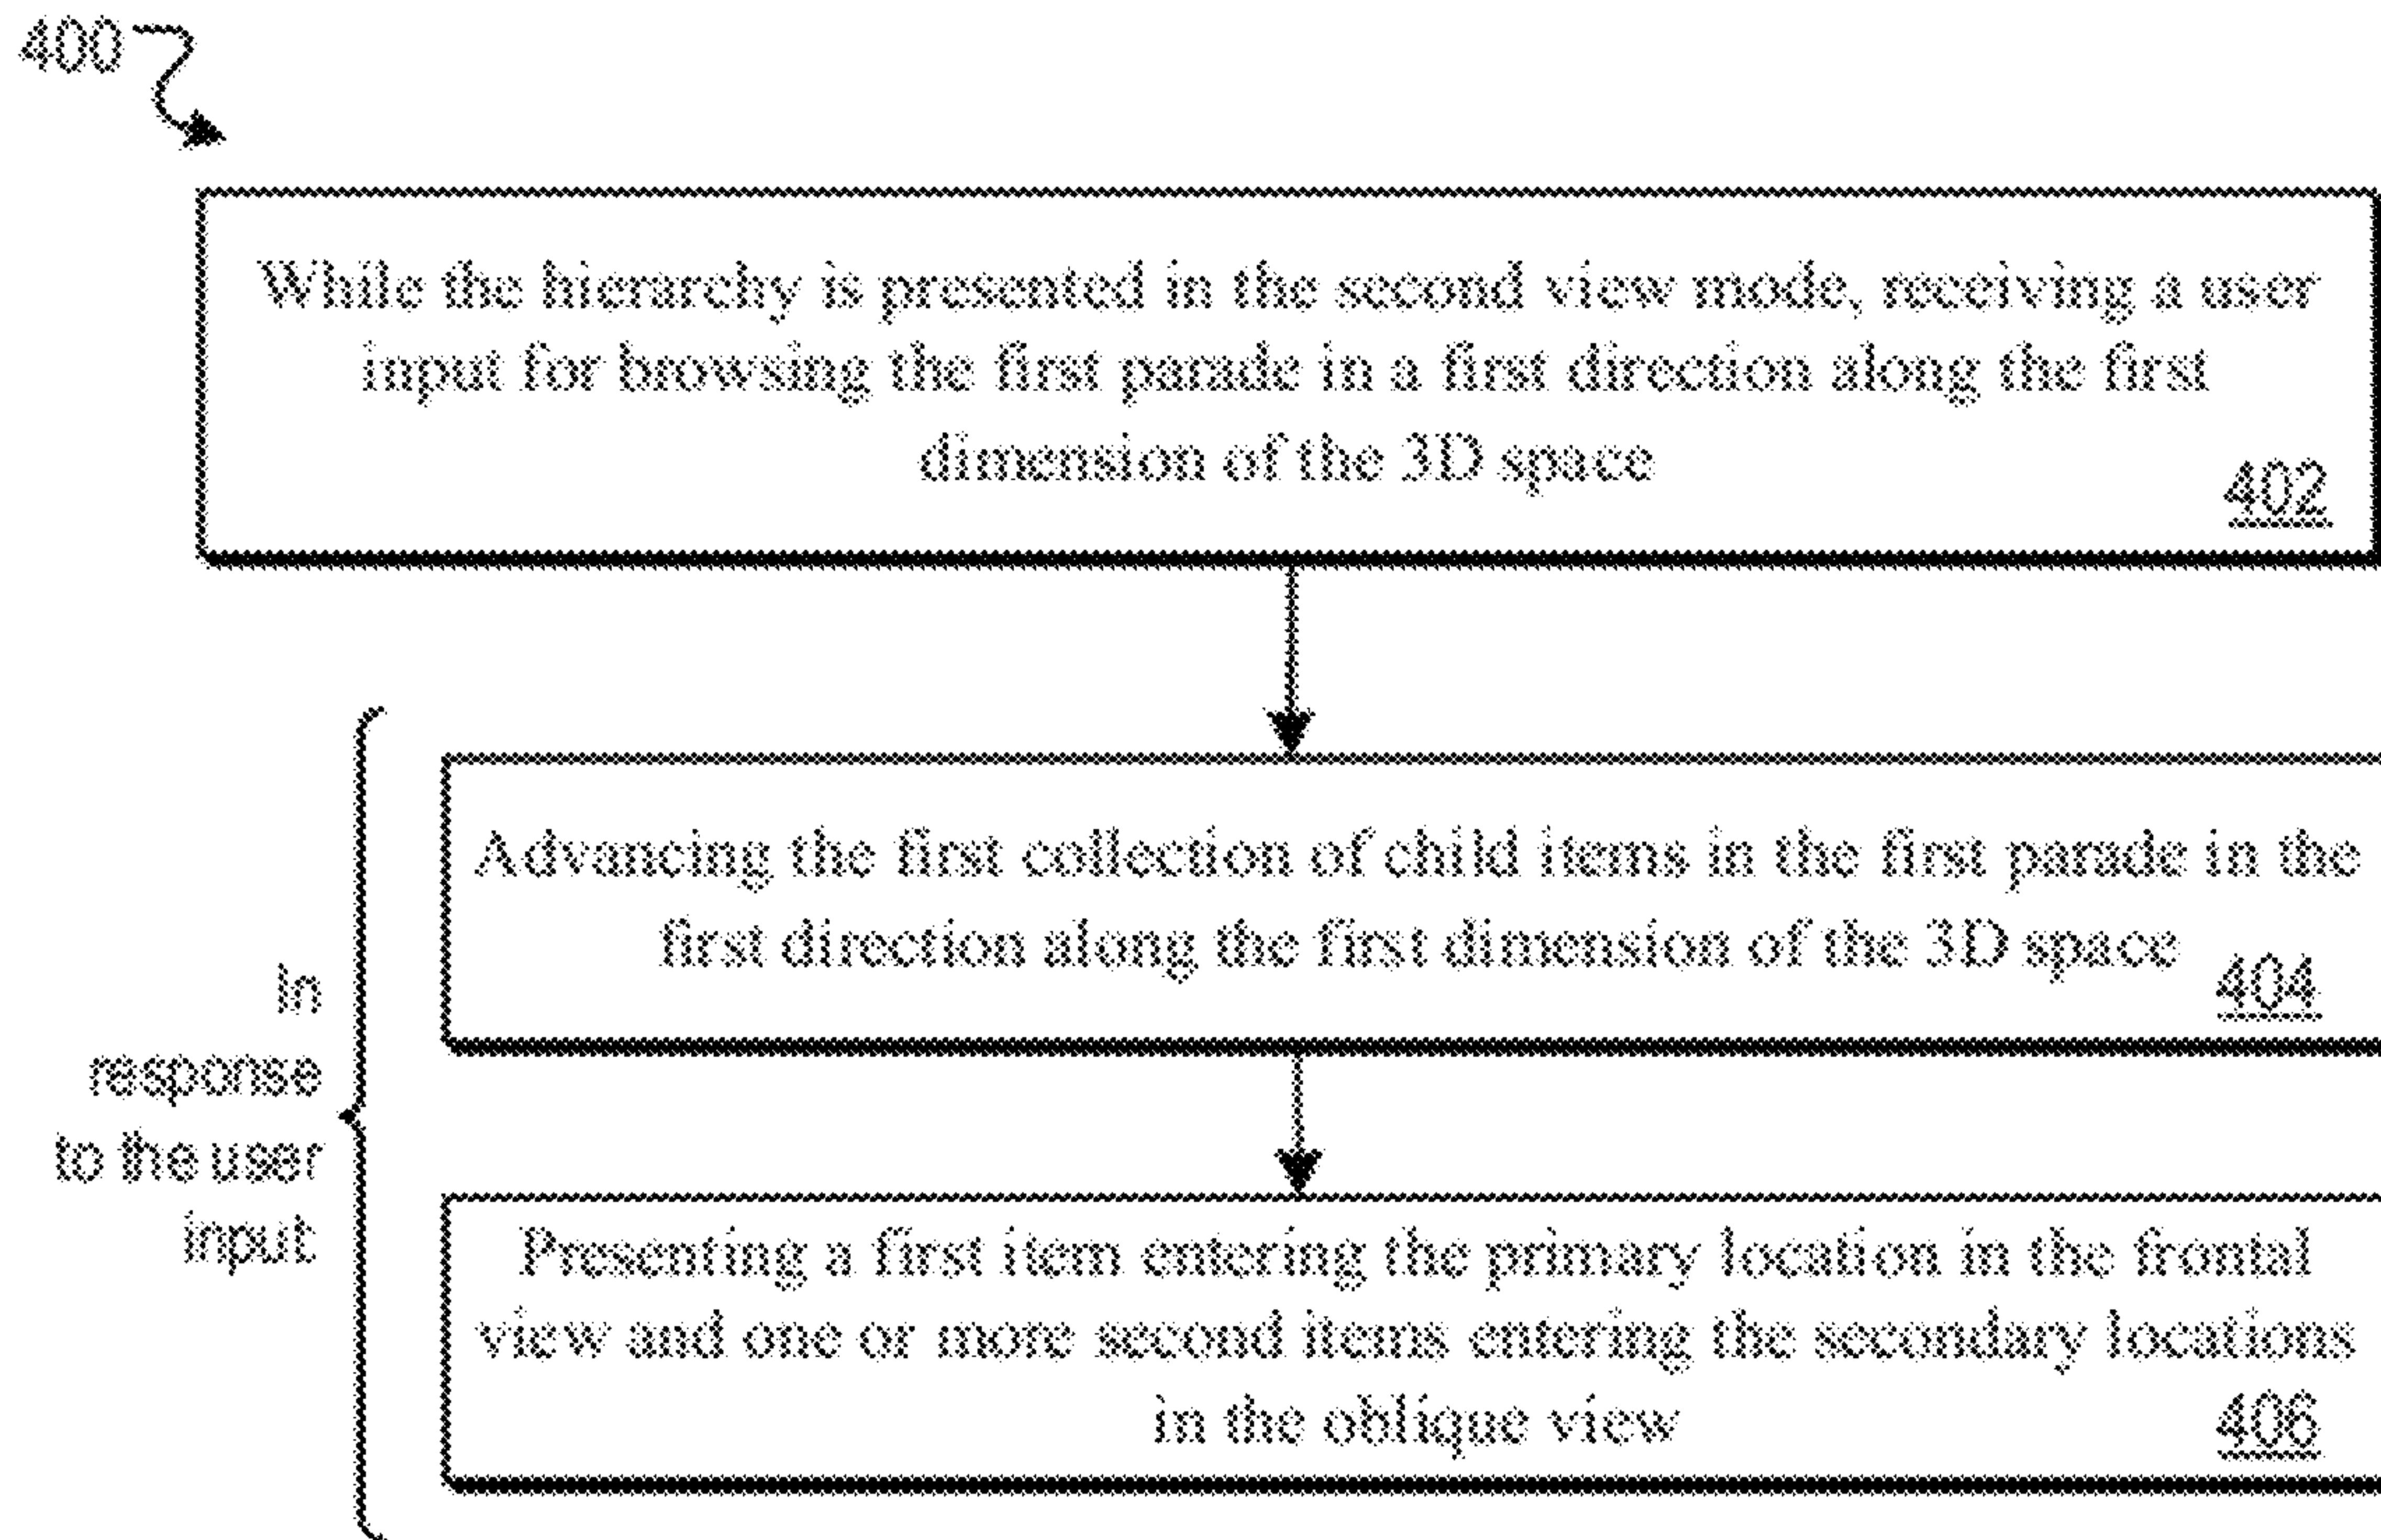 400
While the hierarchy is presented in the second view mode, receiving a user
input for browsing the first parade in a first direction along the first
dimension of the 3D space
402
Advancing the first collection of child items in the first parade in the
first direction along the first dimension of the 3D space
404
In
response
to the user
input
Presenting a first item entering the primary location in the frontal
view and one or more second items entering the secondary locations
in the oblique view
406